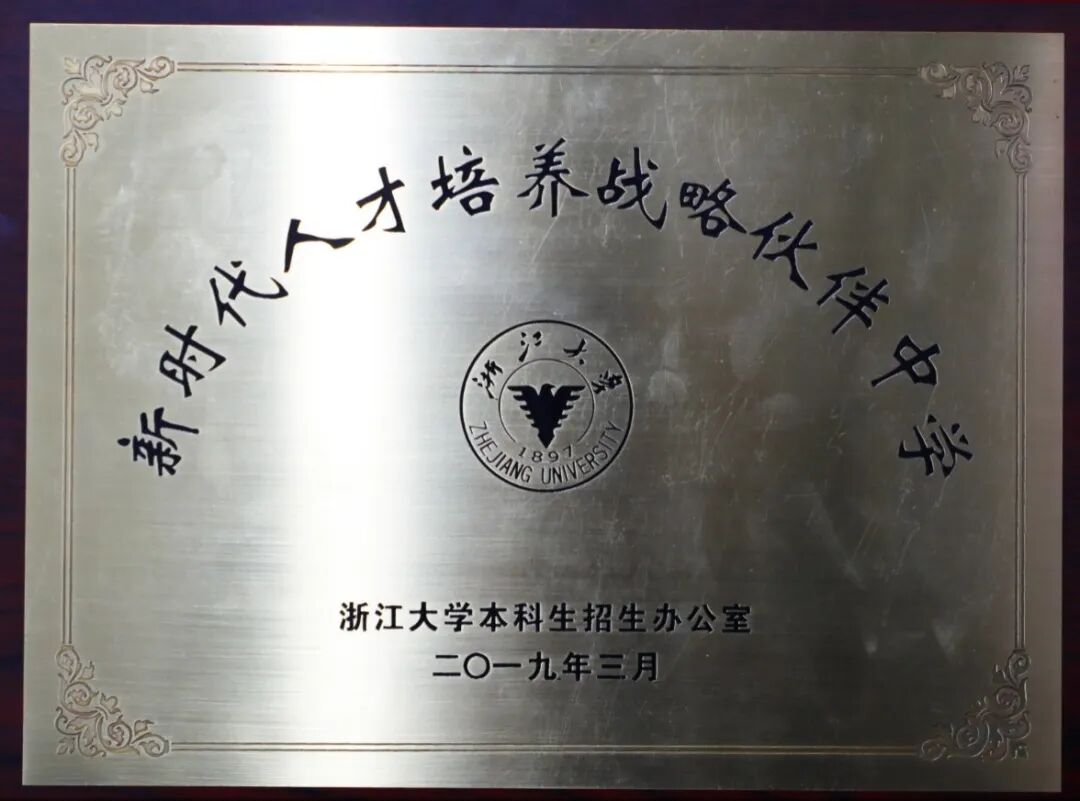 新时代人才培养战略伙伴中学
浙江大学
1897
ZHEJIANG UNIVERSITY
浙江大学本科生招生办公室
二〇一九年三月